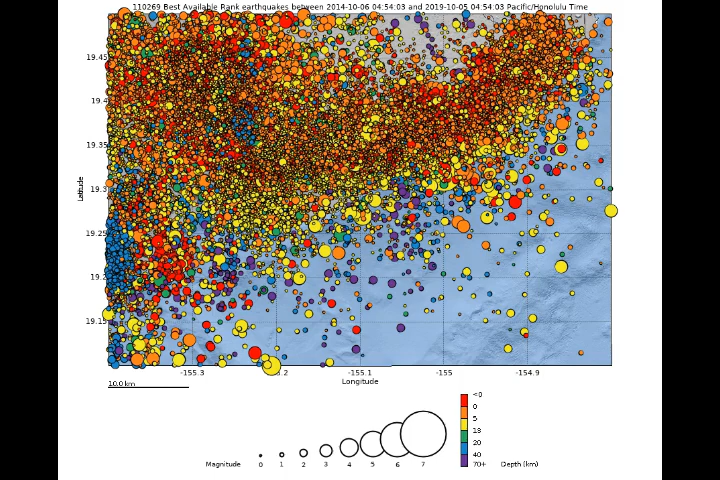 110269 Best Available Rank earthquakes between 2014-10-06 04:54:03 and 2019-10-05 04:54:03 Pacific/Honolulu Time
19.45
19.4
19.35
19.3
19.25
19.2
19.15
Latitude
-155.3
-155.1
-155
-154.9
Longitude
10.0 km
<0
0
5
13
20
40
70+
Magnitude
0 1 2 3 4 5 6 7
Depth (km)